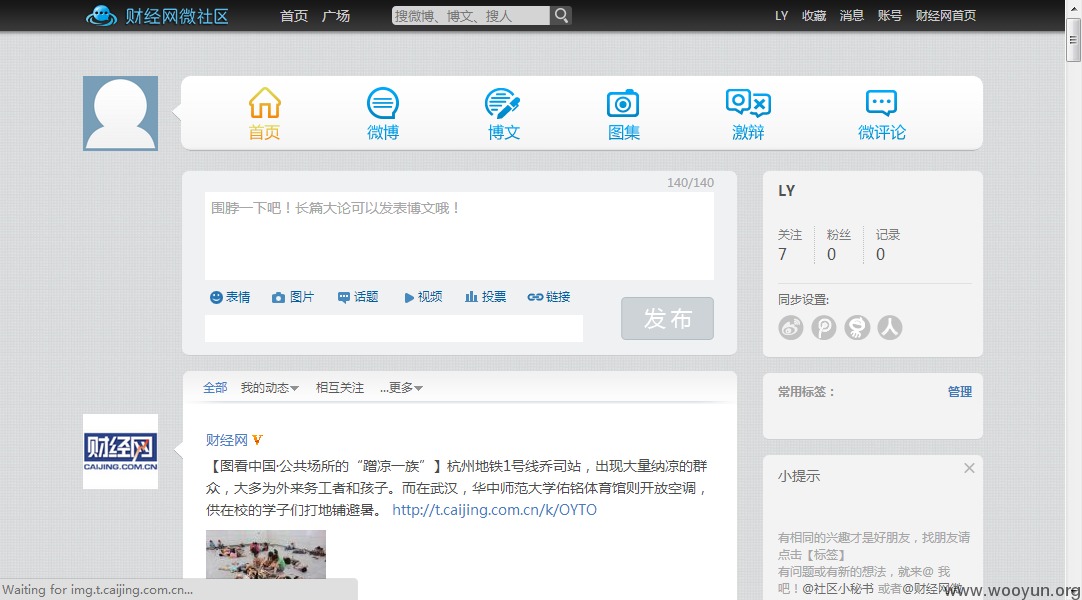 财经网微社区
首页 广场
搜微博、博文、搜人
LY 收藏 消息 账号 财经网首页
首页 微博 博文 图集 激辩 微评论
140/140
围脖一下吧！长篇大论可以发表博文哦！
表情 图片 话题 视频 投票 链接
发布
LY
关注 粉丝 记录
7 0 0
同步设置:
全部 我的动态 相互关注 ...更多
常用标签： 管理
财经网 V
【图看中国·公共场所的“蹭凉一族”】杭州地铁1号线乔司站，出现大量纳凉的群
众，大多为外来务工者和孩子。而在武汉，华中师范大学佑铭体育馆则开放空调，
供在校的学子们打地铺避暑。 http://t.caijing.com.cn/k/OYTO
财经网
CAIJING.COM.CN
小提示
有相同的兴趣才是好朋友，找朋友请
点击【标签】
有问题或有新的想法，就来@ 我
吧！@社区小秘书 或者@财经网微
Waiting for img.t.caijing.com.cn...
www.wooyun.org